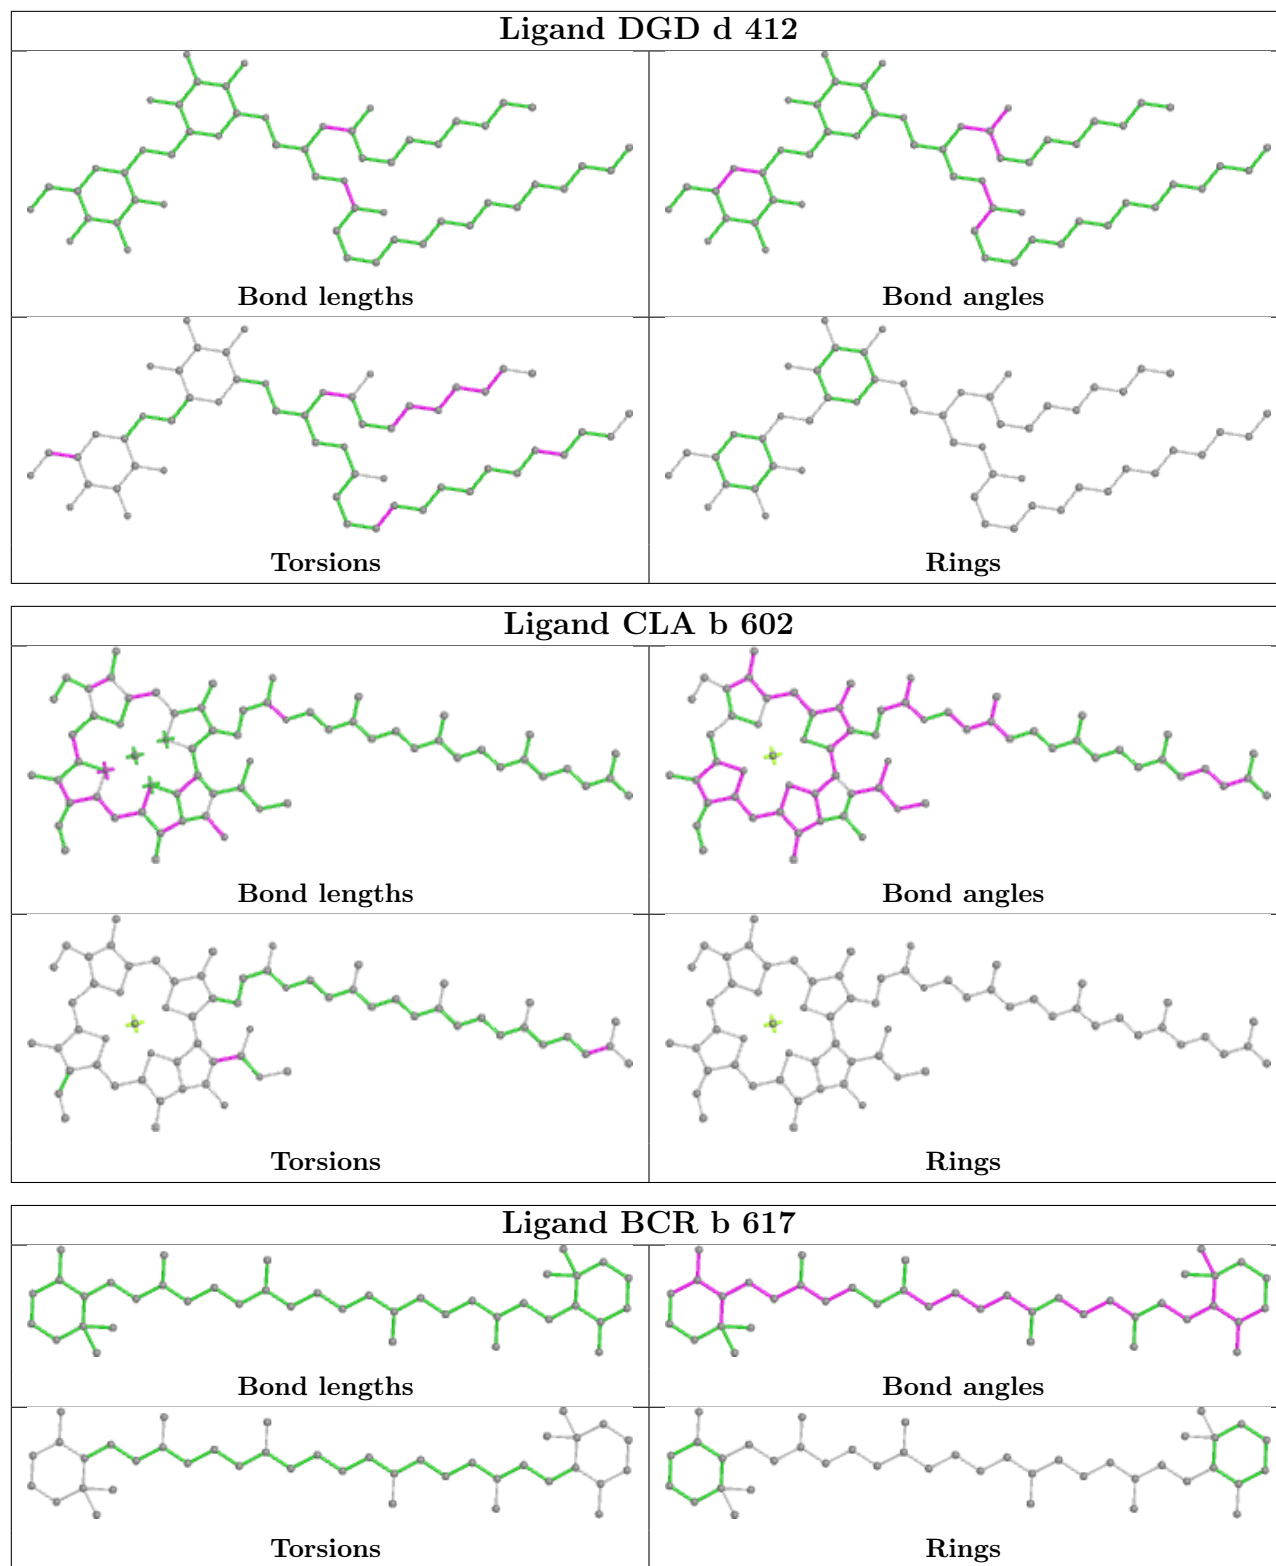 Ligand DGD d 412
Bond lengths
Bond angles
Torsions
Rings
Ligand CLA b 602
Bond lengths
Bond angles
Torsions
Rings
Ligand BCR b 617
Bond lengths
Bond angles
Torsions
Rings